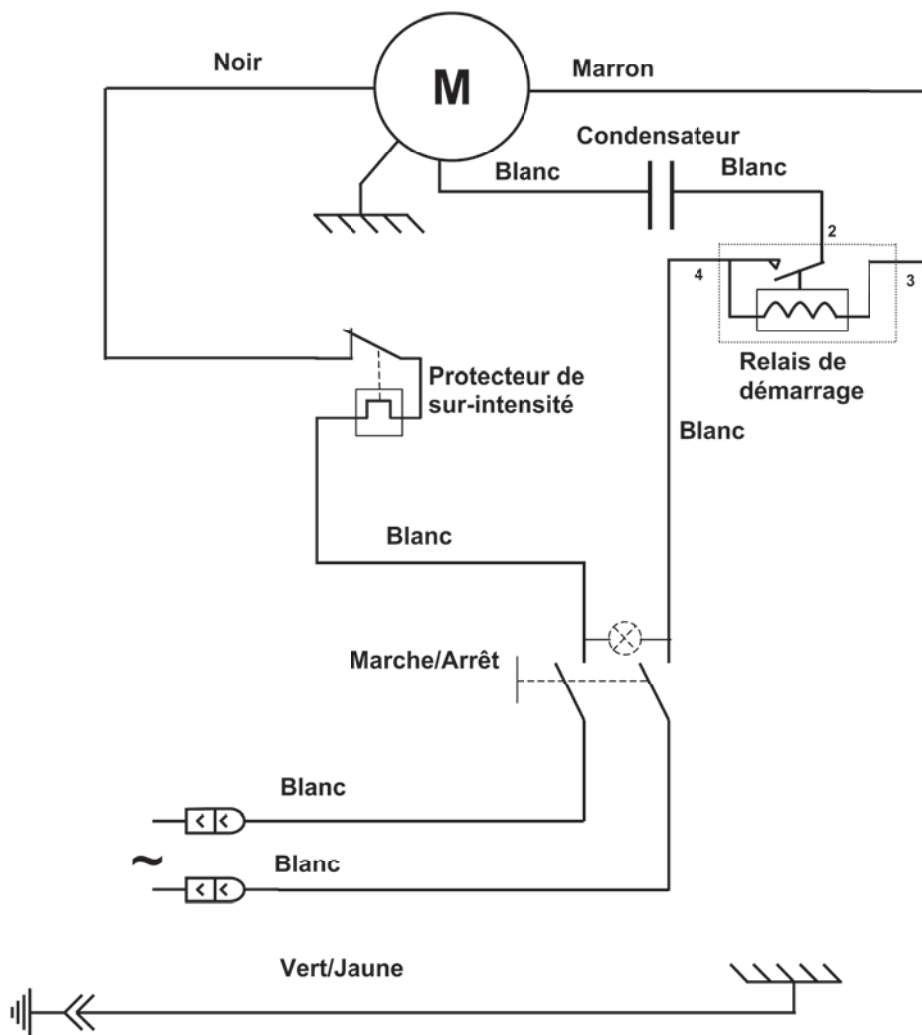 Noir
M
Marron
Condensateur
Blanc
Blanc
2
4
3
Relais de
démarrage
Protecteur de
sur-intensité
Blanc
Blanc
Marche/Arrêt
Blanc
~
Blanc
Vert/Jaune